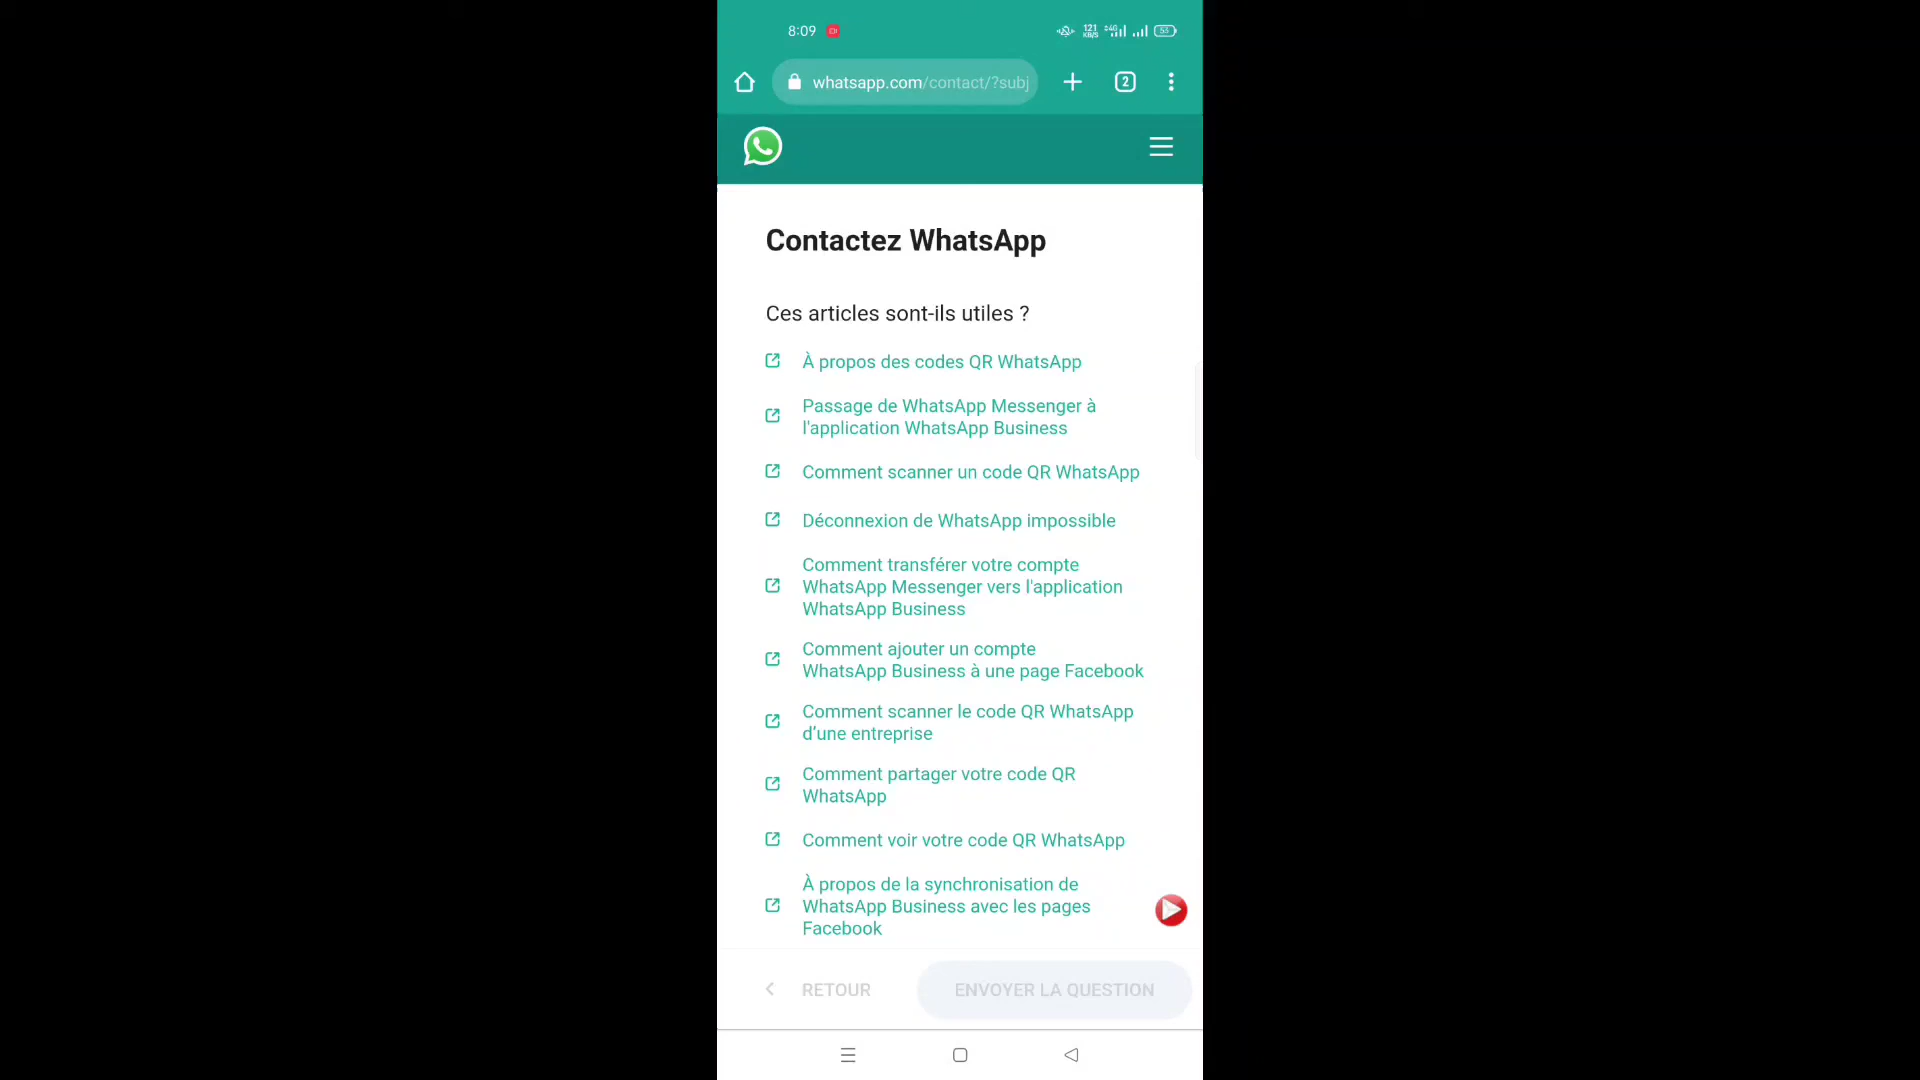 8:09
121
KB/S
4G
53
whatsapp.com/contact/?subj
2
Contactez WhatsApp
Ces articles sont-ils utiles ?
À propos des codes QR WhatsApp
Passage de WhatsApp Messenger à
l'application WhatsApp Business
Comment scanner un code QR WhatsApp
Déconnexion de WhatsApp impossible
Comment transférer votre compte
WhatsApp Messenger vers l'application
WhatsApp Business
Comment ajouter un compte
WhatsApp Business à une page Facebook
Comment scanner le code QR WhatsApp
d’une entreprise
Comment partager votre code QR
WhatsApp
Comment voir votre code QR WhatsApp
À propos de la synchronisation de
WhatsApp Business avec les pages
Facebook
RETOUR
ENVOYER LA QUESTION